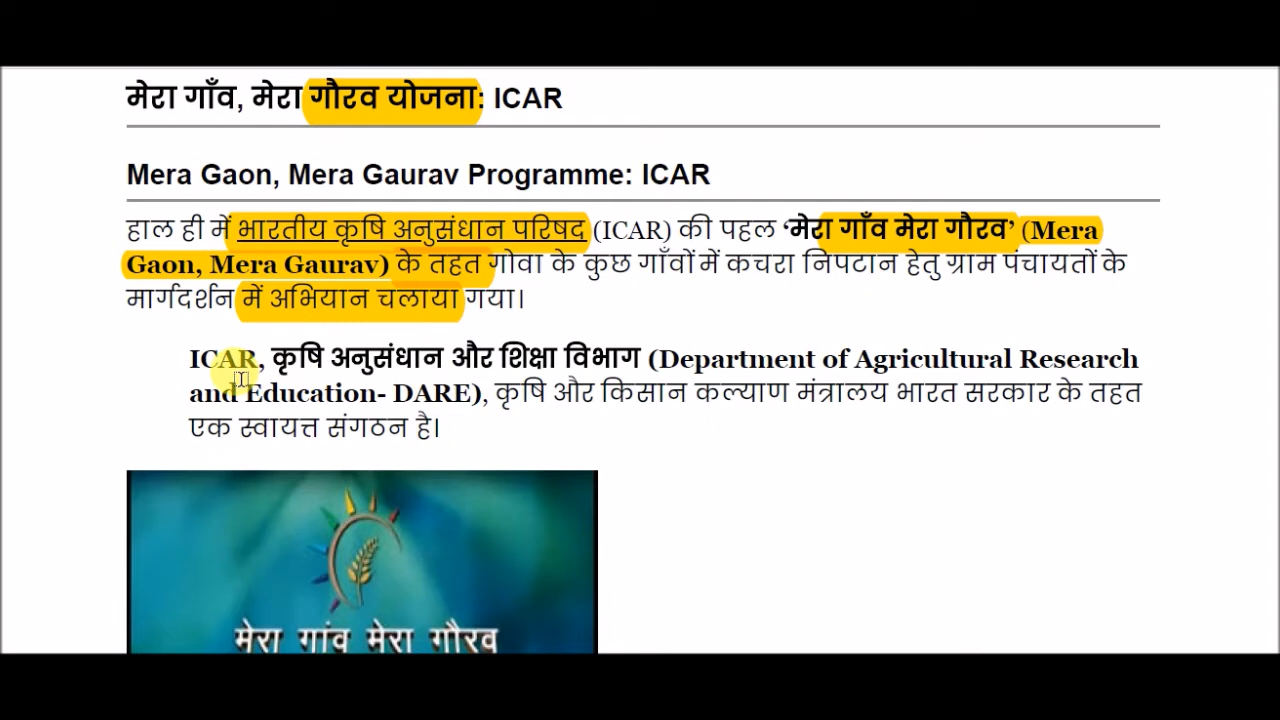 मेरा गाँव, मेरा गौरव योजना: ICAR
Mera Gaon, Mera Gaurav Programme: ICAR
हाल ही में भारतीय कृषि अनुसंधान परिषद (ICAR) की पहल ‘मेरा गाँव मेरा गौरव’ (Mera
Gaon, Mera Gaurav) के तहत गोवा के कुछ गाँवों में कचरा निपटान हेतु ग्राम पंचायतों के
मार्गदर्शन में अभियान चलाया गया।
ICAR, कृषि अनुसंधान और शिक्षा विभाग (Department of Agricultural Research
and Education- DARE), कृषि और किसान कल्याण मंत्रालय भारत सरकार के तहत
एक स्वायत्त संगठन है।
मेरा गांव मेरा गौरव